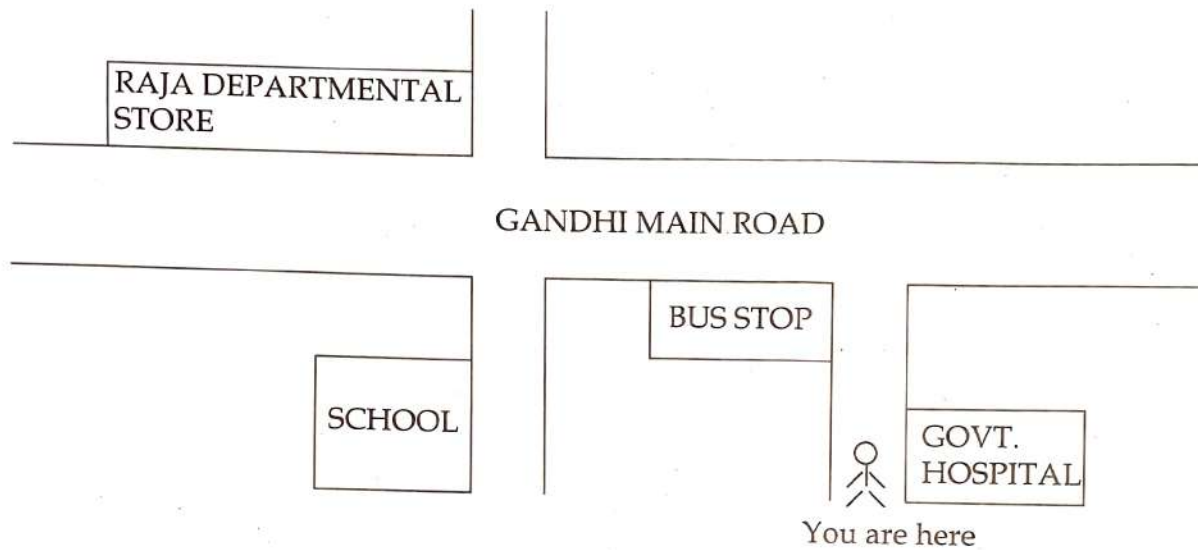 RAJA DEPARTMENTAL
STORE
GANDHI MAIN ROAD
BUS STOP
SCHOOL
GOVT.
HOSPITAL
You are here